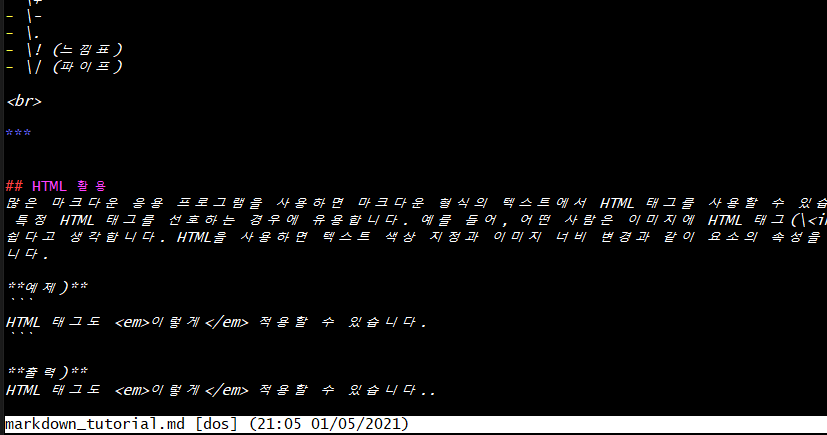 - \+
- \-
- \.
- \! (느낌표)
- \| (파이프)
<br>
***
## HTML 활용
많은 마크다운 응용 프로그램을 사용하면 마크다운 형식의 텍스트에서 HTML 태그를 사용할 수 있습
특정 HTML 태그를 선호하는 경우에 유용합니다. 예를 들어, 어떤 사람은 이미지에 HTML 태그(\<i
쉽다고 생각합니다. HTML을 사용하면 텍스트 색상 지정과 이미지 너비 변경과 같이 요소의 속성을
니다.
**예제)**
```
HTML 태그도 <em>이렇게</em> 적용할 수 있습니다.
```
**출력)**
HTML 태그도 <em>이렇게</em> 적용할 수 있습니다..
markdown_tutorial.md [dos] (21:05 01/05/2021)